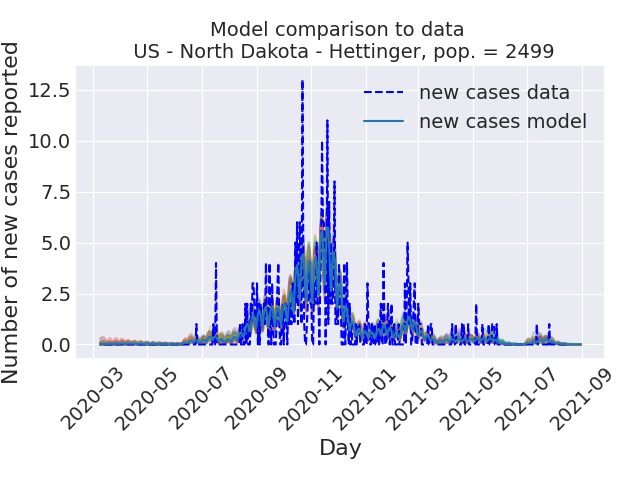 Model comparison to data
US - North Dakota - Hettinger, pop. = 2499
Number of new cases reported
12.5
10.0
7.5
5.0
2.5
0.0
new cases data
new cases model
2020-03
2020-05
2020-07
2020-09
2020-11
2021-01
2021-03
2021-05
2021-07
2021-09
Day